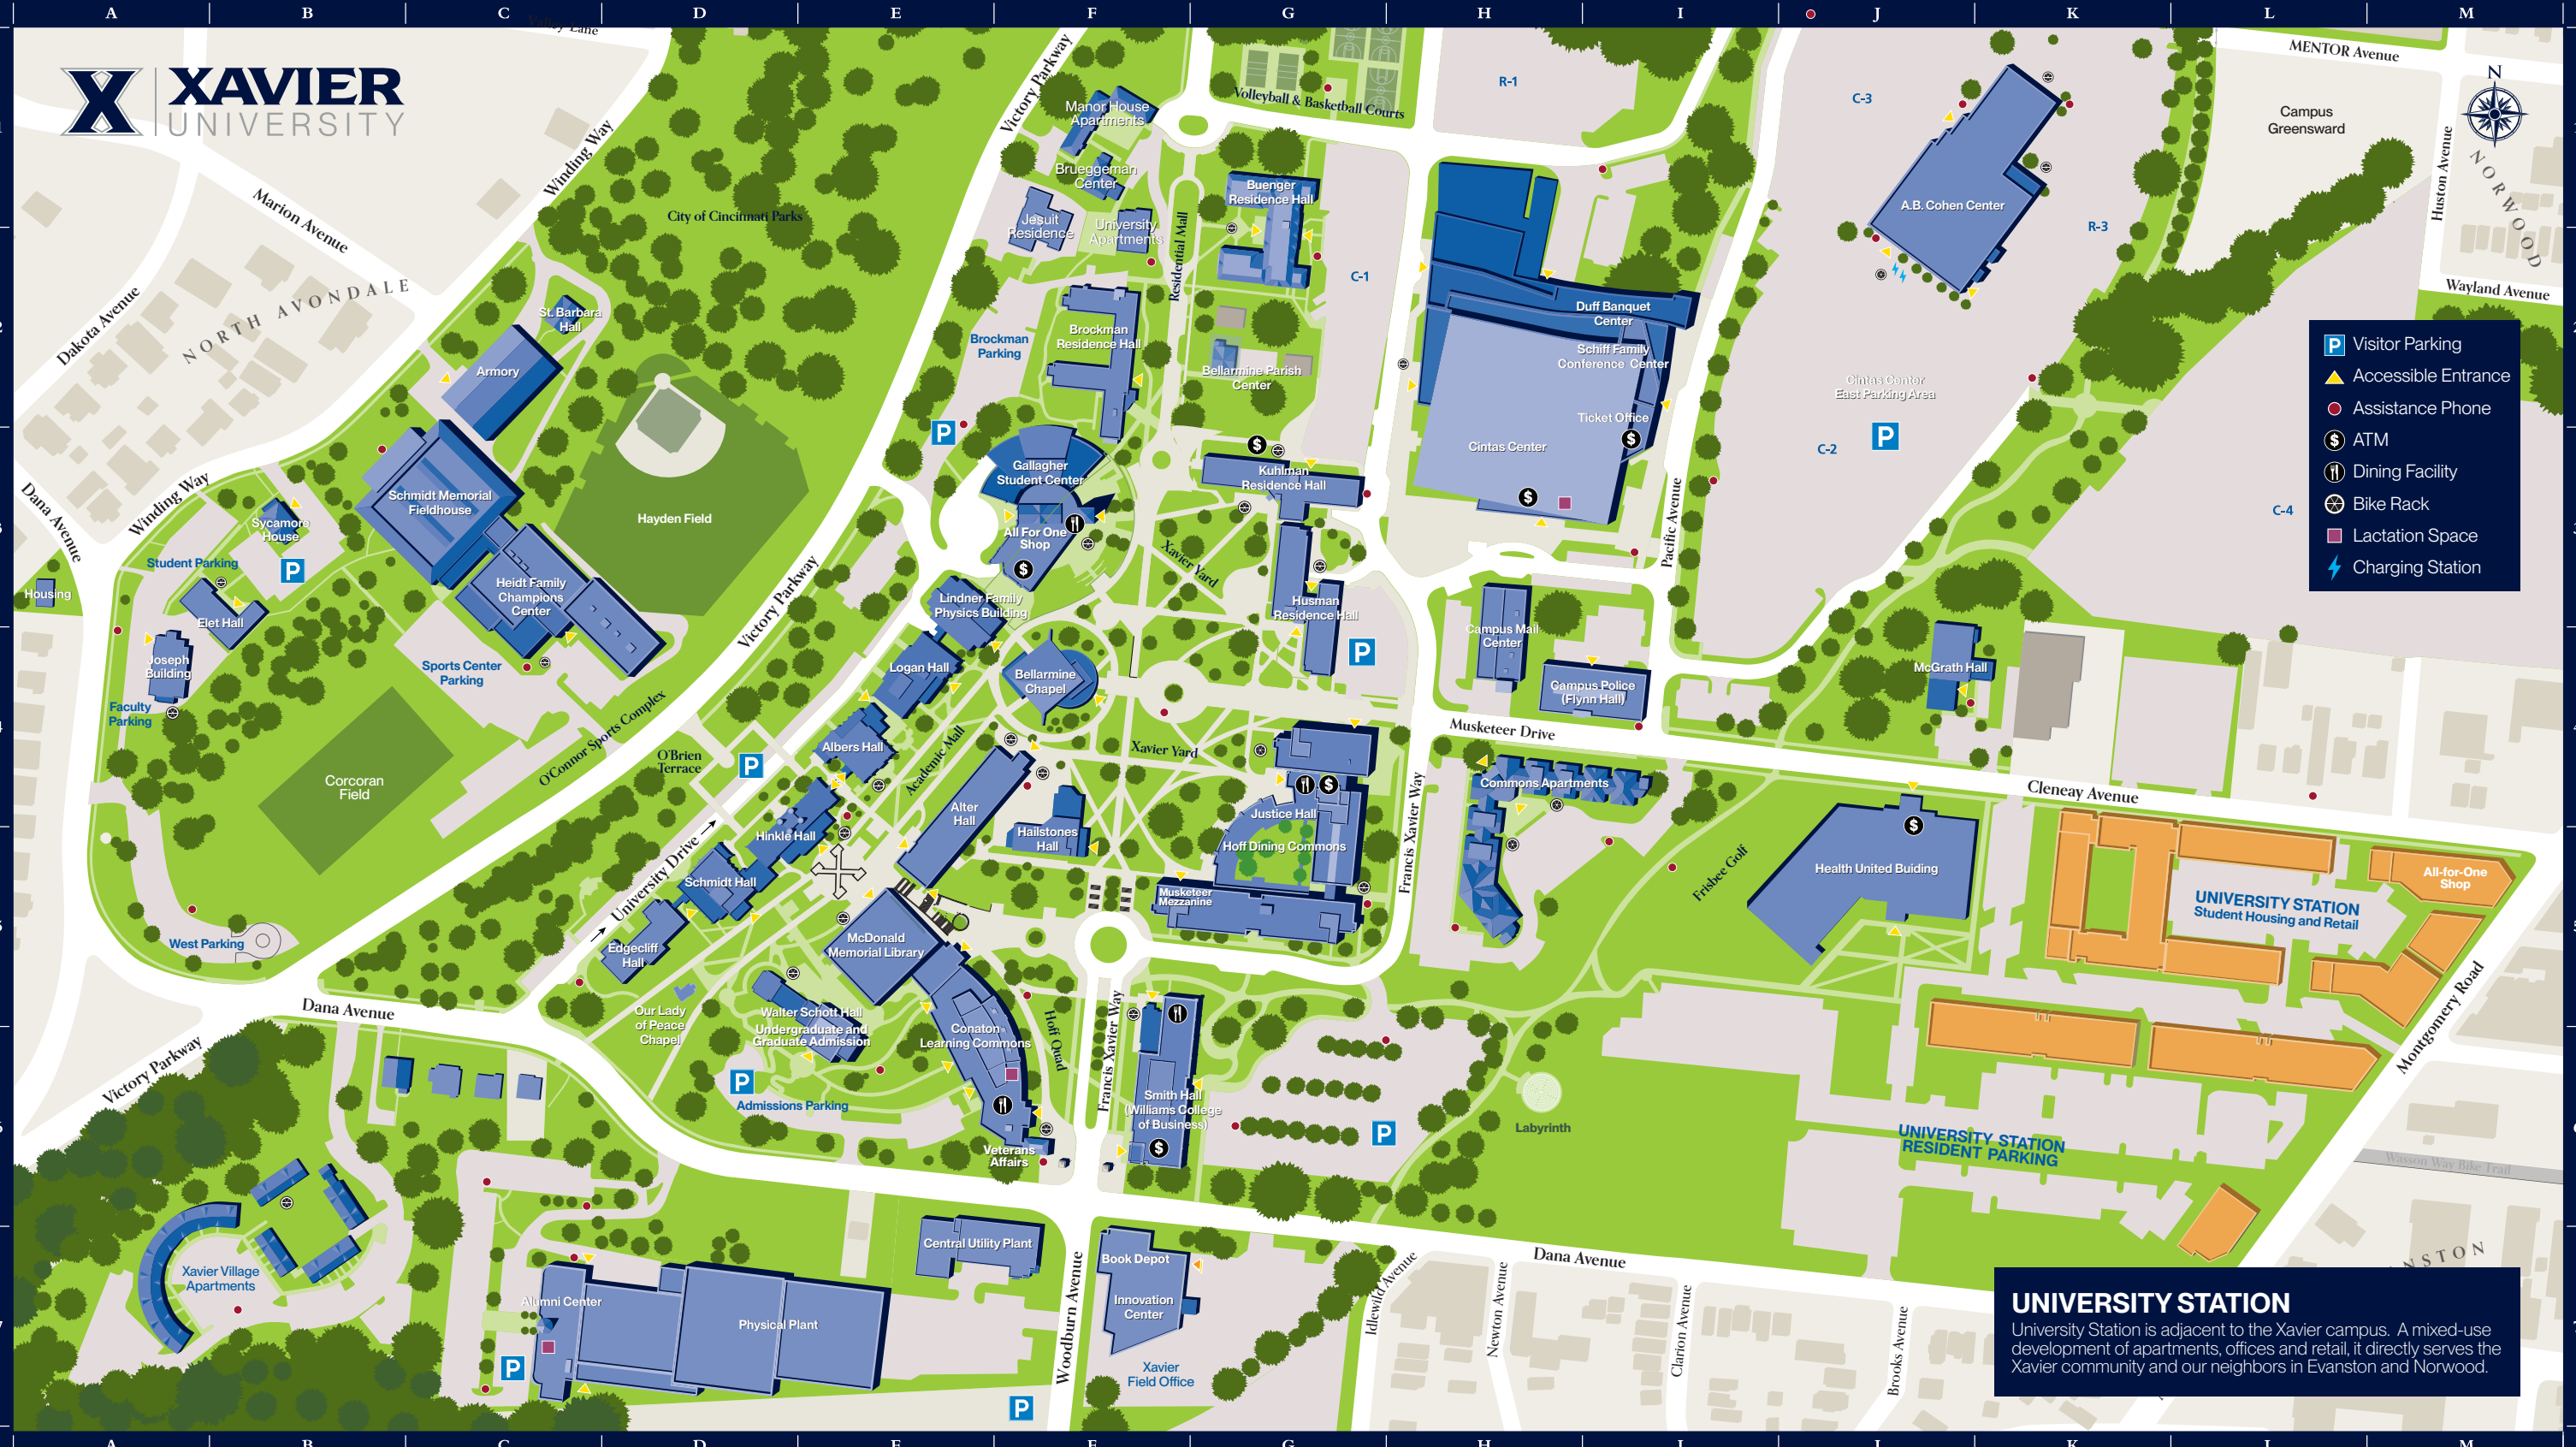 A B C D E F G H I J K L M
XAVIER
UNIVERSITY
Valley Lane
Winding Way
Marion Avenue
Dakota Avenue
NORTH AVONDALE
City of Cincinnati Parks
Victory Parkway
Manor House
Apartments
Brueggeman
Center
Jesuit
Residence
University
Apartments
Residential Mall
Volleyball & Basketball Courts
Buenger
Residence Hall
C-1
R-1
C-3
A.B. Cohen Center
R-3
MENTOR Avenue
Campus
Greensward
Huston Avenue
N
NORWOOD
Wayland Avenue
1
2
St. Barbara
Hall
Armory
Brockman
Parking
Brockman
Residence Hall
Bellarmine Parish
Center
Duff Banquet
Center
Schiff Family
Conference Center
Ticket Office
Cintas Center
Cintas Center
East Parking Area
C-2
P
C-4
P Visitor Parking
Accessible Entrance
Assistance Phone
$ ATM
Dining Facility
Bike Rack
Lactation Space
Charging Station
Dana Avenue
Winding Way
Schmidt Memorial
Fieldhouse
Sycamore
House
Student Parking
P
Hayden Field
P
Gallagher
Student Center
All For One
Shop
$
$
Kuhlman
Residence Hall
$
$
Xavier Yard
Pacific Avenue
3
Housing
Elet Hall
Heidt Family
Champions
Center
Victory Parkway
Lindner Family
Physics Building
Husman
Residence Hall
P
Campus Mail
Center
Campus Police
(Flynn Hall)
McGrath Hall
Joseph
Building
Faculty
Parking
Sports Center
Parking
Logan Hall
Bellarmine
Chapel
4
O'Connor Sports Complex
O'Brien
Terrace
P
Albers Hall
Academic Mall
Xavier Yard
Musketeer Drive
Corcoran
Field
Alter
Hall
Hailstones
Hall
Hinkle Hall
$
Justice Hall
Hoff Dining Commons
Francis Xavier Way
Commons Apartments
Cleneay Avenue
$
Health United Buiding
Frisbee Golf
UNIVERSITY STATION
Student Housing and Retail
All-for-One
Shop
Schmidt Hall
University Drive
Musketeer
Mezzanine
5
West Parking
Edgecliff
Hall
McDonald
Memorial Library
Montgomery Road
Dana Avenue
Our Lady
of Peace
Chapel
Walter Schott Hall
Undergraduate and
Graduate Admission
Conaton
Learning Commons
Hoff Quad
Francis Xavier Way
Victory Parkway
P
Admissions Parking
Smith Hall
(Williams College
of Business)
$
P
Labyrinth
UNIVERSITY STATION
RESIDENT PARKING
Wasson Way Bike Trail
6
Veterans
Affairs
Xavier Village
Apartments
Central Utility Plant
Book Depot
Innovation
Center
Dana Avenue
Alumni Center
Physical Plant
Woodburn Avenue
Idlewild Avenue
Newton Avenue
Clarion Avenue
Brooks Avenue
7
P
P
Xavier
Field Office
NSTON
UNIVERSITY STATION
University Station is adjacent to the Xavier campus. A mixed-use
development of apartments, offices and retail, it directly serves the
Xavier community and our neighbors in Evanston and Norwood.
A B C D E F G H I J K L M